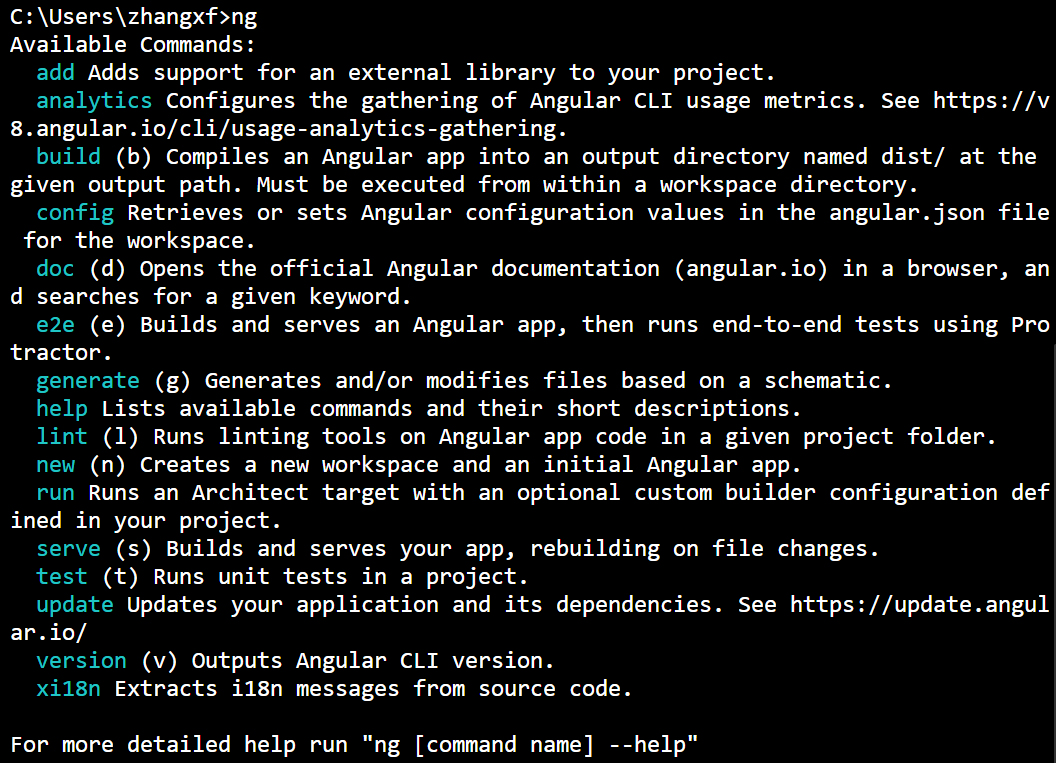 C:\Users\zhangxf>ng
Available Commands:
  add Adds support for an external library to your project.
  analytics Configures the gathering of Angular CLI usage metrics. See https://v
8.angular.io/cli/usage-analytics-gathering.
  build (b) Compiles an Angular app into an output directory named dist/ at the
given output path. Must be executed from within a workspace directory.
  config Retrieves or sets Angular configuration values in the angular.json file
 for the workspace.
  doc (d) Opens the official Angular documentation (angular.io) in a browser, an
d searches for a given keyword.
  e2e (e) Builds and serves an Angular app, then runs end-to-end tests using Pro
tractor.
  generate (g) Generates and/or modifies files based on a schematic.
  help Lists available commands and their short descriptions.
  lint (l) Runs linting tools on Angular app code in a given project folder.
  new (n) Creates a new workspace and an initial Angular app.
  run Runs an Architect target with an optional custom builder configuration def
ined in your project.
  serve (s) Builds and serves your app, rebuilding on file changes.
  test (t) Runs unit tests in a project.
  update Updates your application and its dependencies. See https://update.angul
ar.io/
  version (v) Outputs Angular CLI version.
  xi18n Extracts i18n messages from source code.

For more detailed help run "ng [command name] --help"